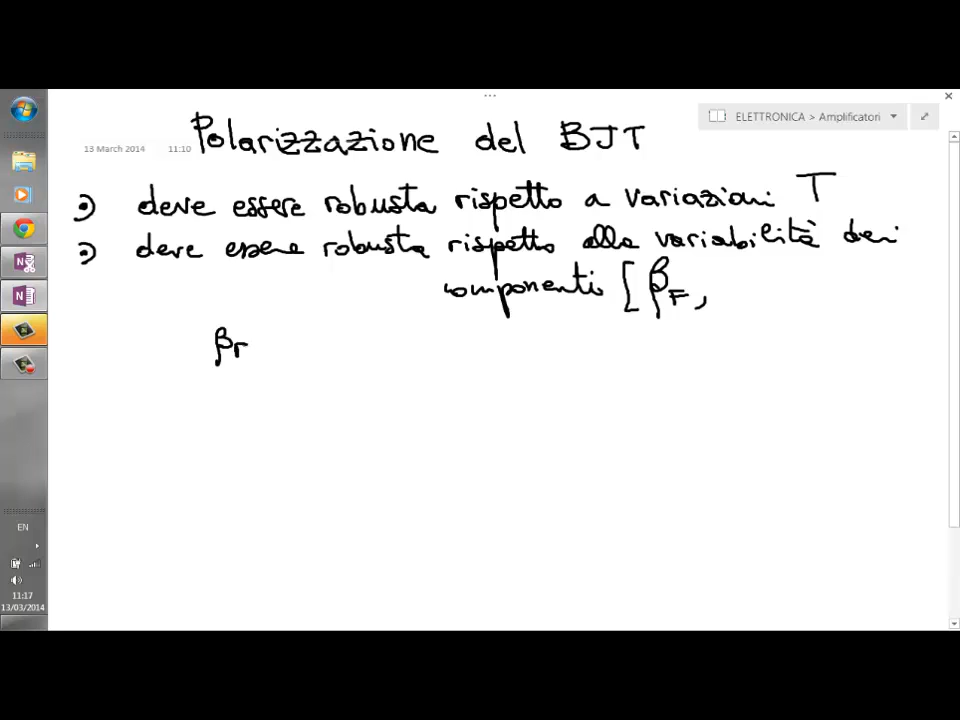 ELETTRONICA > Amplificatori
13 March 2014 11:10
Polarizzazione del BJT
deve essere robusta rispetto a variazioni T
deve essere robusta rispetto alla variabilità dei
componenti [ βF,
βr
EN
11:17
13/03/2014